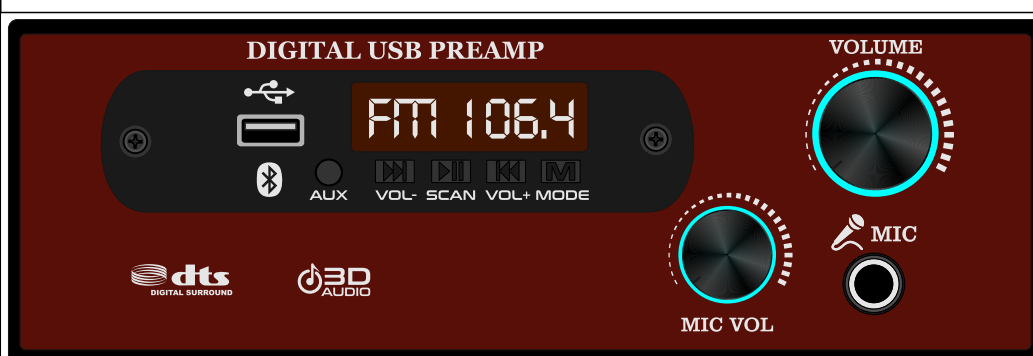 DIGITAL USB PREAMP
VOLUME
FM 106.4
M
AUX
VOL- SCAN VOL+ MODE
MIC
dts
DIGITAL SURROUND
3D
AUDIO
MIC VOL